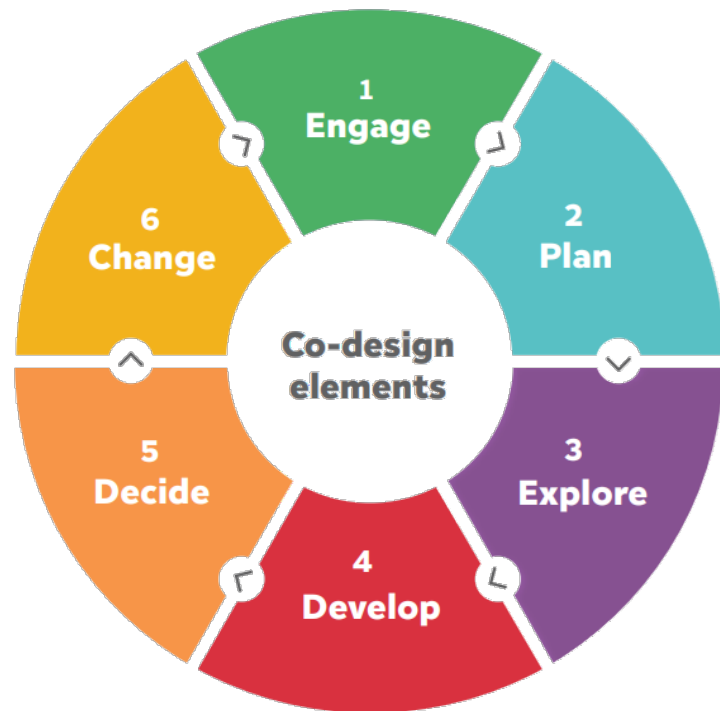 1
Engage
2
Plan
3
Explore
4
Develop
5
Decide
6
Change
Co-design
elements